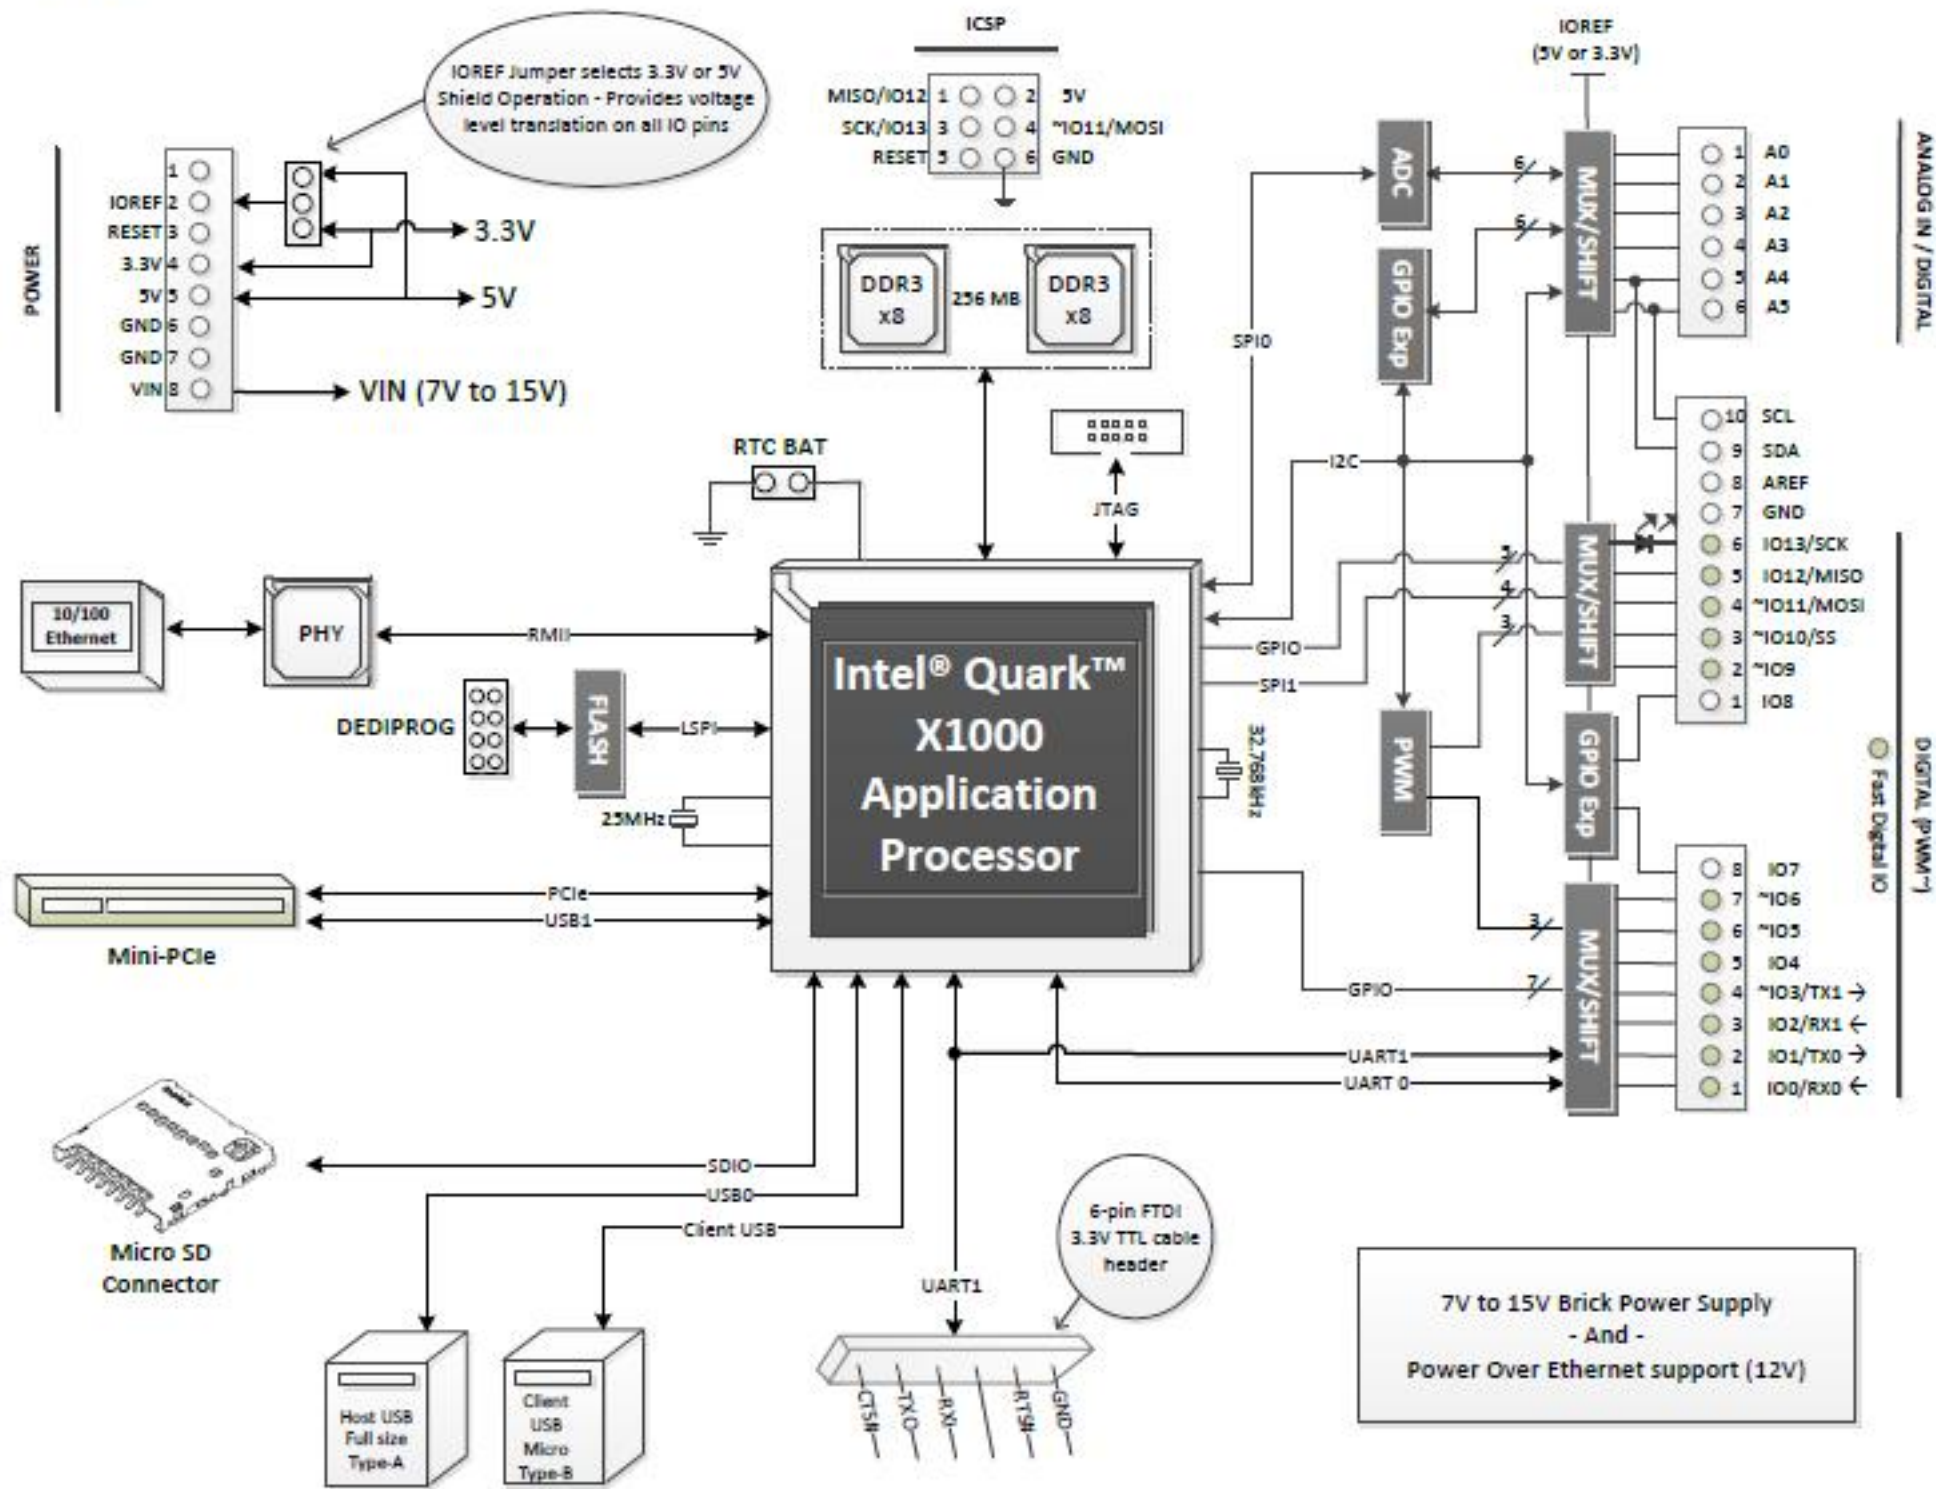 IOREF Jumper selects 3.3V or 5V
Shield Operation - Provides voltage
level translation on all IO pins
POWER
1
IOREF 2
RESET 3
3.3V 4
5V 5
GND 6
GND 7
VIN 8
3.3V
5V
VIN (7V to 15V)
ICSP
MISO/IO12 1 2 5V
SCK/IO13 3 4 ~IO11/MOSI
RESET 5 6 GND
DDR3
x8
256 MB
DDR3
x8
RTC BAT
JTAG
10/100
Ethernet
PHY
RMII
DEDIPROG
FLASH
LSPI
25MHz
Mini-PCIe
PCIe
USB1
Intel® Quark™
X1000
Application
Processor
32.768kHz
SPI0
I2C
GPIO
SPI1
GPIO
UART1
UART 0
IOREF
(5V or 3.3V)
ADC
GPIO Exp
PWM
6
6
5
4
3
3
7
MUX/SHIFT
MUX/SHIFT
GPIO Exp
MUX/SHIFT
1 A0
2 A1
3 A2
4 A3
5 A4
6 A5
ANALOG IN / DIGITAL
10 SCL
9 SDA
8 AREF
7 GND
6 IO13/SCK
5 IO12/MISO
4 ~IO11/MOSI
3 ~IO10/SS
2 ~IO9
1 IO8
8 IO7
7 ~IO6
6 ~IO5
5 IO4
4 ~IO3/TX1 →
3 IO2/RX1 ←
2 IO1/TX0 →
1 IO0/RX0 ←
DIGITAL (PWM~)
Fast Digital IO
Micro SD
Connector
SDIO
USB0
Client USB
UART1
Host USB
Full size
Type-A
Client
USB
Micro
Type-B
6-pin FTDI
3.3V TTL cable
header
CTSN
TXO
RXI
RTSN
GND
7V to 15V Brick Power Supply
- And -
Power Over Ethernet support (12V)